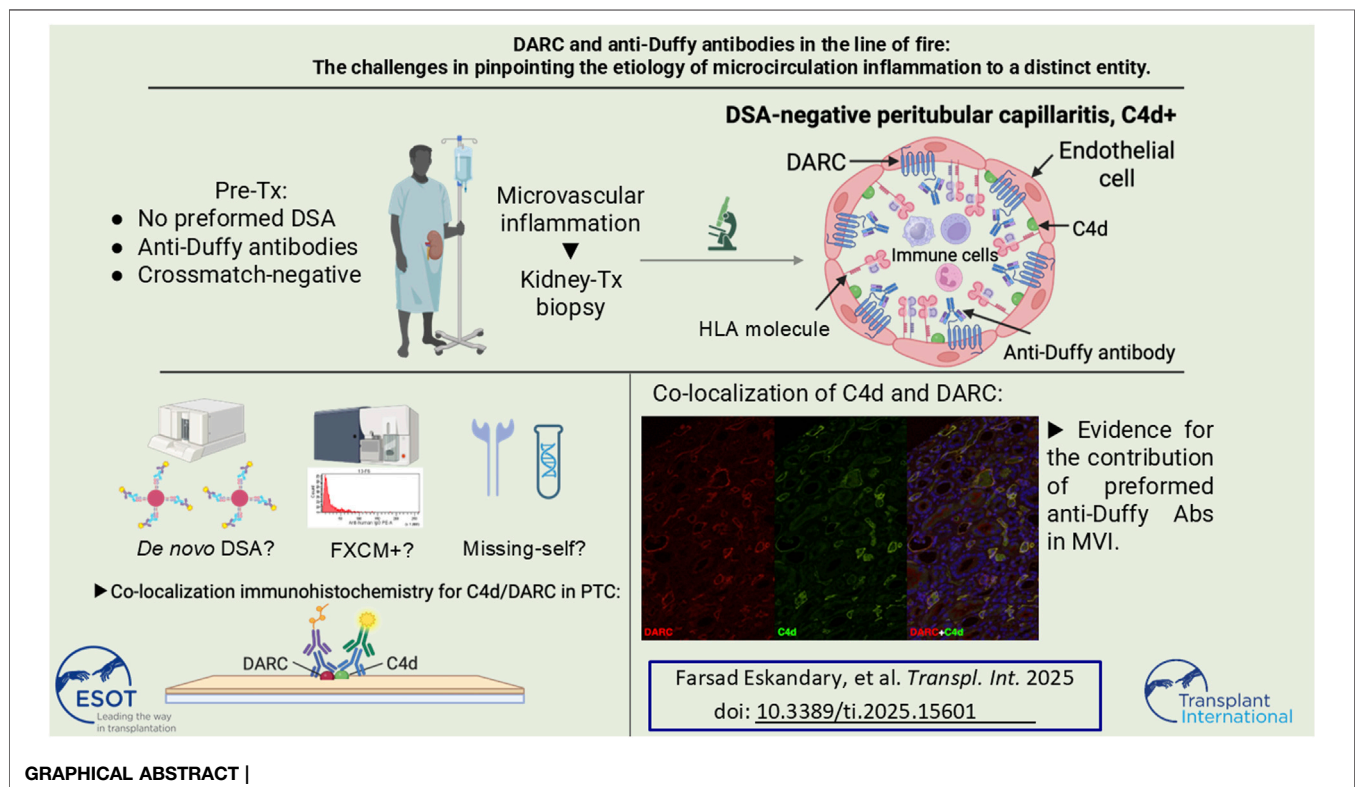 DARC and anti-Duffy antibodies in the line of fire:
The challenges in pinpointing the etiology of microcirculation inflammation to a distinct entity.
DSA-negative peritubular capillaritis, C4d+
Pre-Tx:
● No preformed DSA
● Anti-Duffy antibodies
● Crossmatch-negative
Microvascular
inflammation
▼
Kidney-Tx
biopsy
DARC
Endothelial
cell
C4d
Immune cells
HLA molecule
Anti-Duffy antibody
De novo DSA?
FXCM+?
Missing-self?
▶ Co-localization immunohistochemistry for C4d/DARC in PTC:
DARC
C4d
ESOT
Leading the way
in transplantation
Co-localization of C4d and DARC:
DARC
C4d
DARC+C4d
▶ Evidence for
the contribution
of preformed
anti-Duffy Abs
in MVI.
Farsad Eskandary, et al. Transpl. Int. 2025
doi: 10.3389/ti.2025.15601
Transplant
International
GRAPHICAL ABSTRACT |